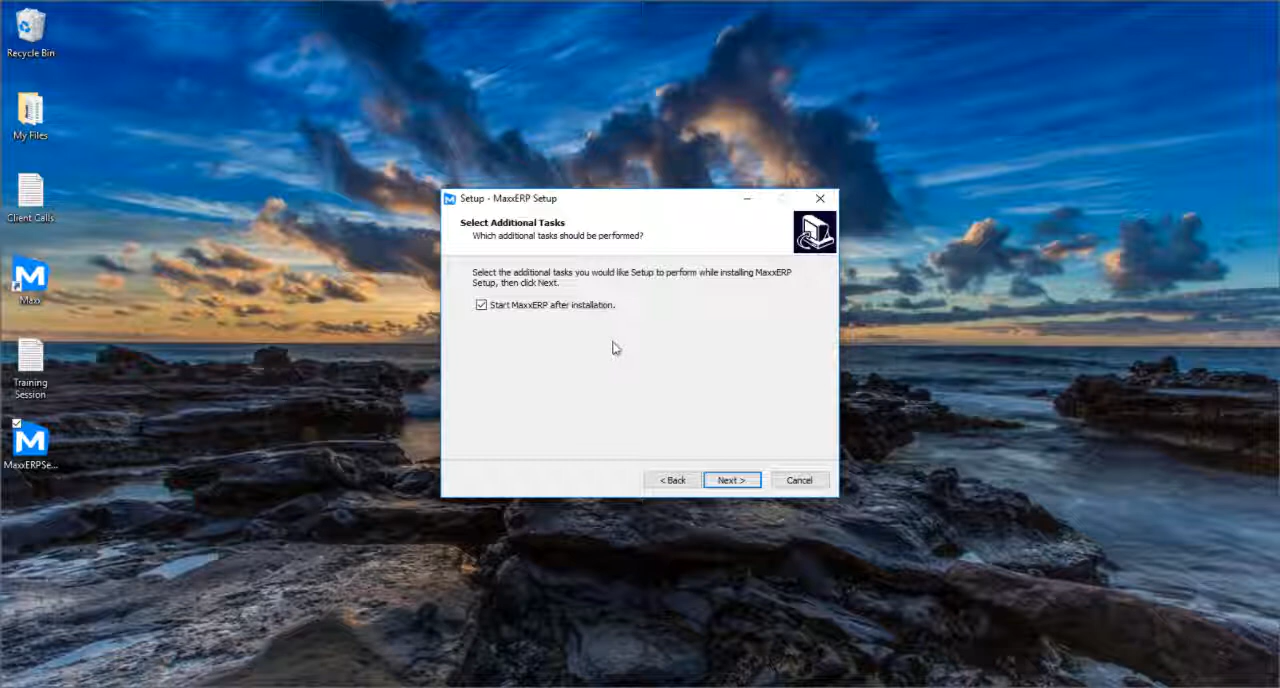 Recycle Bin
My Files
Client Calls
Maxx
Training
Session
MaxxERPSe...
Setup - MaxxERP Setup
Select Additional Tasks
Which additional tasks should be performed?
Select the additional tasks you would like Setup to perform while installing MaxxERP
Setup, then click Next.
Start MaxxERP after installation.
< Back
Next >
Cancel